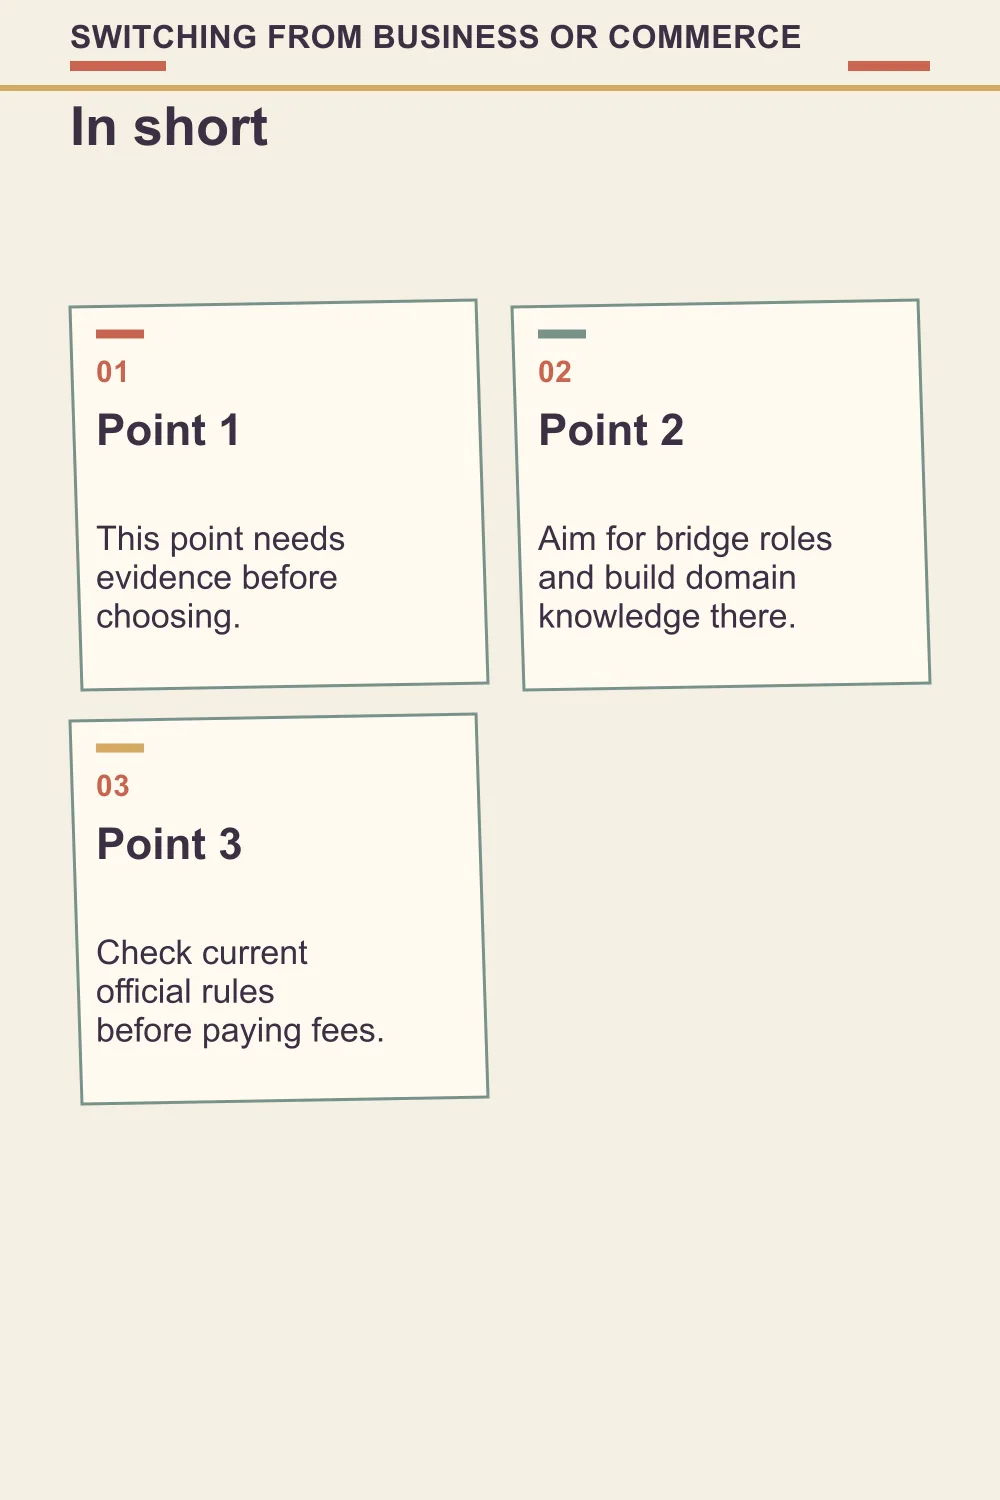 SWITCHING FROM BUSINESS OR COMMERCE
In short
01
Point 1
This point needs
evidence before
choosing.
02
Point 2
Aim for bridge roles
and build domain
knowledge there.
03
Point 3
Check current
official rules
before paying fees.